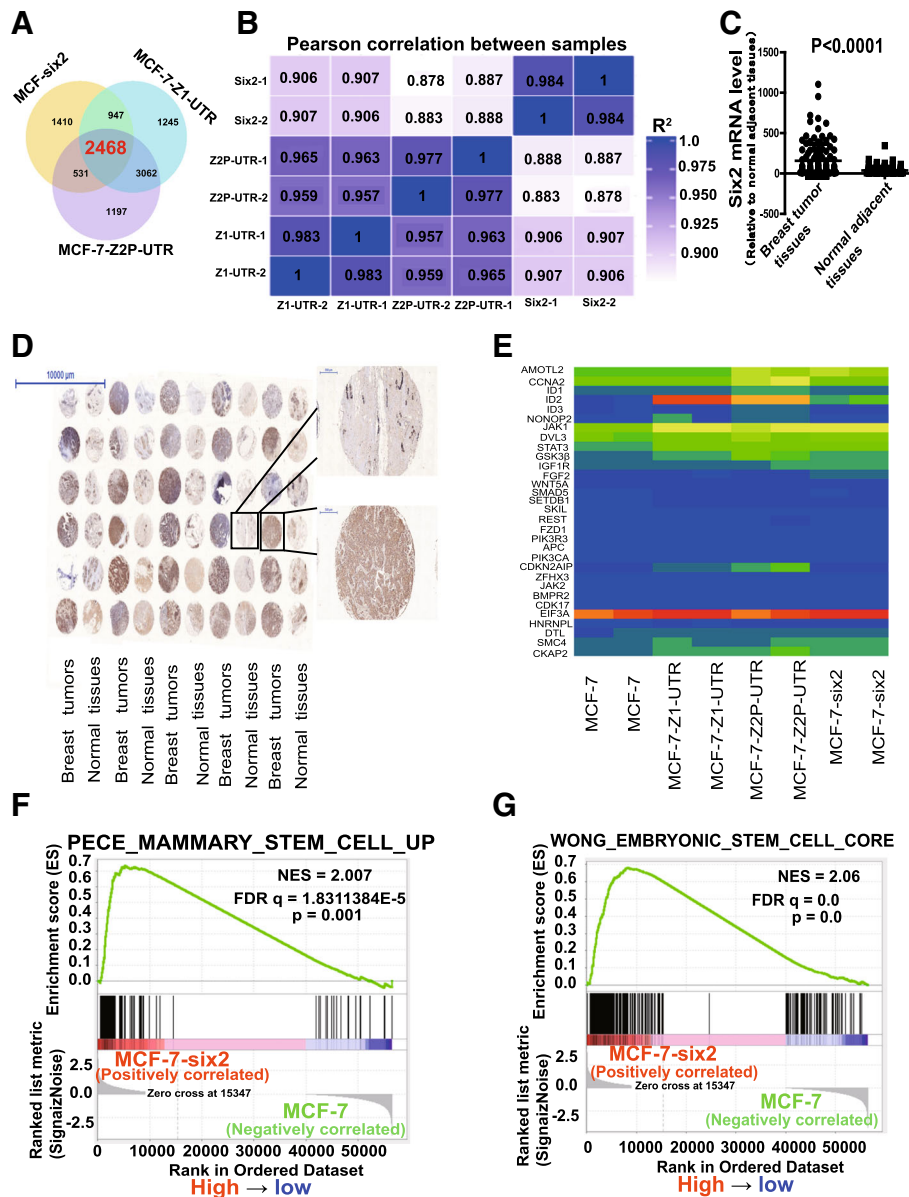 A
MCF-six2
MCF-7-Z1-UTR
1410
947
1245
2468
531
3062
1197
MCF-7-Z2P-UTR
B
Pearson correlation between samples
Six2-1
0.906 0.907 0.878 0.887 0.984 1
Six2-2
0.907 0.906 0.883 0.888 1 0.984
Z2P-UTR-1
0.965 0.963 0.977 1 0.888 0.887
Z2P-UTR-2
0.959 0.957 1 0.977 0.883 0.878
Z1-UTR-1
0.983 1 0.957 0.963 0.906 0.907
Z1-UTR-2
1 0.983 0.959 0.965 0.907 0.906
Z1-UTR-2 Z1-UTR-1 Z2P-UTR-2 Z2P-UTR-1 Six2-1 Six2-2
R²
1.0
0.975
0.950
0.925
0.900
C
P<0.0001
Six2 mRNA level
(Relative to normal adjacent tissues)
1500
1000
500
0
-500
Breast tumor
tissues
Normal adjacent
tissues
D
10000 µm
Breast tumors
Normal tissues
Breast tumors
Normal tissues
Breast tumors
Normal tissues
Breast tumors
Normal tissues
Breast tumors
Normal tissues
E
AMOTL2
CCNA2
ID1
ID2
ID3
NONOP2
JAK1
DVL3
STAT3
GSK3β
IGF1R
FGF2
WNT5A
SMAD5
SETDB1
SKIL
REST
FZD1
PIK3R3
APC
PIK3CA
CDKN2AIP
ZFHX3
JAK2
BMPR2
CDK17
EIF3A
HNRNPL
DTL
SMC4
CKAP2
MCF-7
MCF-7
MCF-7-Z1-UTR
MCF-7-Z1-UTR
MCF-7-Z2P-UTR
MCF-7-Z2P-UTR
MCF-7-six2
MCF-7-six2
F
PECE_MAMMARY_STEM_CELL_UP
Enrichment score (ES)
0.7
0.6
0.5
0.4
0.3
0.2
0.1
0.0
NES = 2.007
FDR q = 1.8311384E-5
p = 0.001
Ranked list metric
(SignaizNoise)
2.5
0.0
-2.5
MCF-7-six2
(Positively correlated)
Zero cross at 15347
MCF-7
(Negatively correlated)
0 10000 20000 30000 40000 50000
Rank in Ordered Dataset
High → low
G
WONG_EMBRYONIC_STEM_CELL_CORE
Enrichment score (ES)
0.7
0.6
0.5
0.4
0.3
0.2
0.1
0.0
NES = 2.06
FDR q = 0.0
p = 0.0
Ranked list metric
(SignaizNoise)
2.5
0.0
-2.5
MCF-7-six2
(Positively correlated)
Zero cross at 15347
MCF-7
(Negatively correlated)
0 10000 20000 30000 40000 50000
Rank in Ordered Dataset
High → low